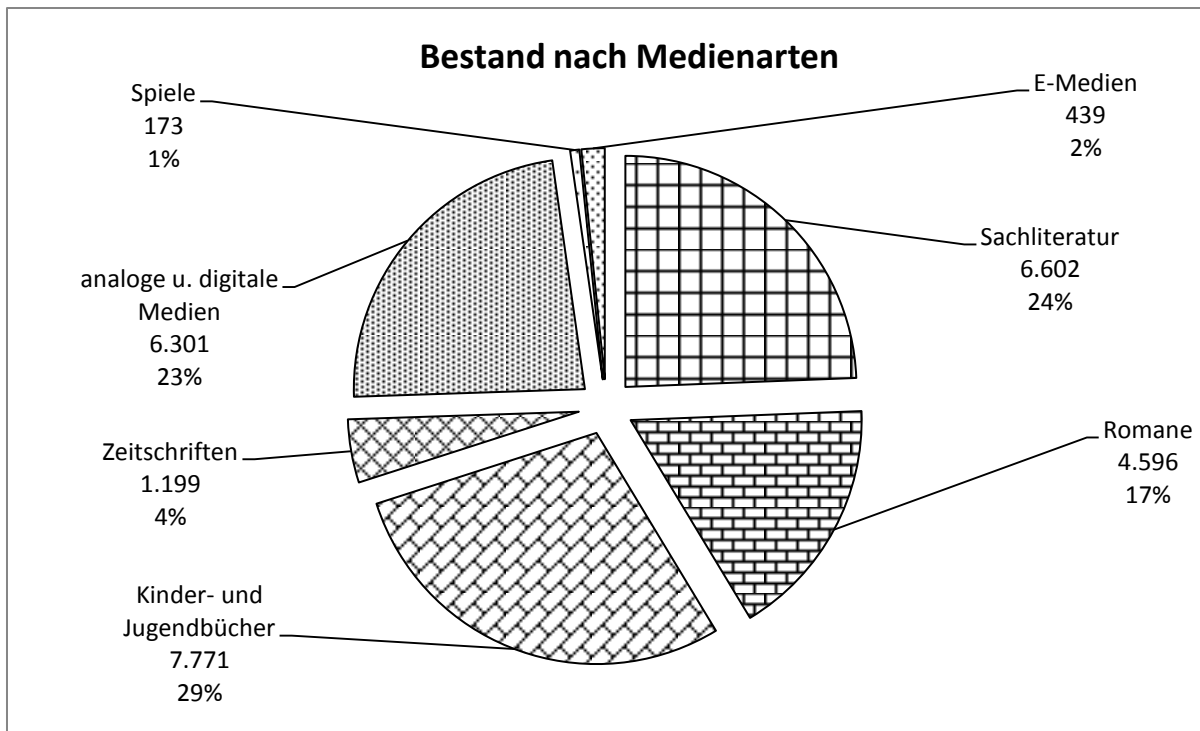 Bestand nach Medienarten
Spiele
173
1%
E-Medien
439
2%
Sachliteratur
6.602
24%
analoge u. digitale
Medien
6.301
23%
Romane
4.596
17%
Zeitschriften
1.199
4%
Kinder- und
Jugendbücher
7.771
29%